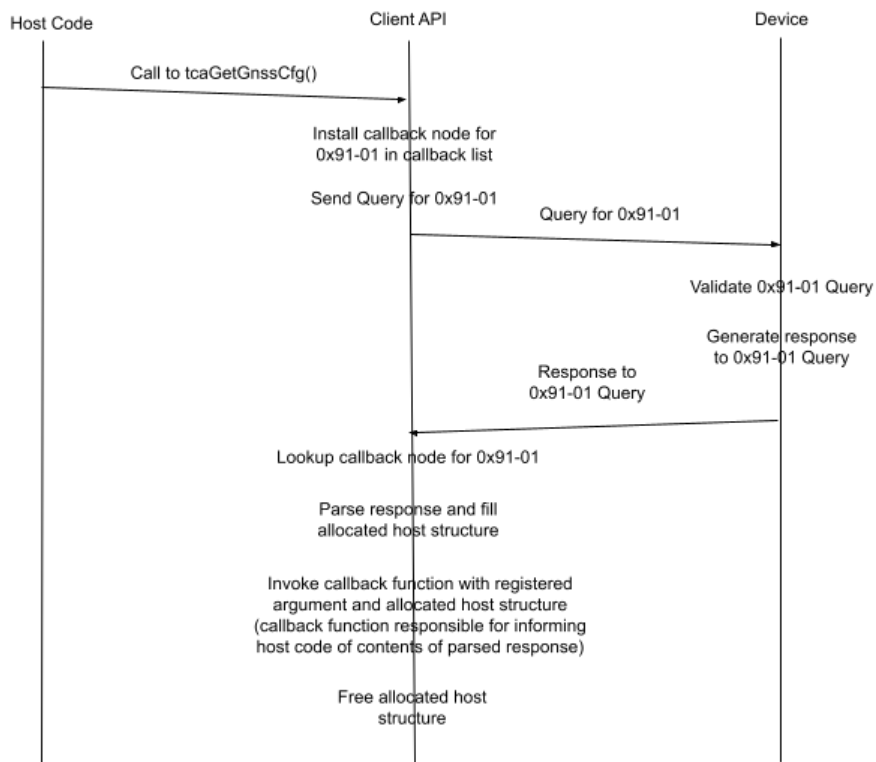 Host Code
Client API
Device
Call to tcaGetGnssCfg()
Install callback node for
0x91-01 in callback list
Send Query for 0x91-01
Query for 0x91-01
Validate 0x91-01 Query
Generate response
to 0x91-01 Query
Response to
0x91-01 Query
Lookup callback node for 0x91-01
Parse response and fill
allocated host structure
Invoke callback function with registered
argument and allocated host structure
(callback function responsible for informing
host code of contents of parsed response)
Free allocated host
structure